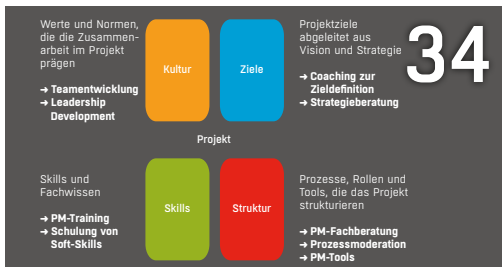 Werte und Normen,
die die Zusammen-
arbeit im Projekt
prägen
→ Teamentwicklung
→ Leadership
Development
Kultur
Ziele
Projektziele
abgeleitet aus
Vision und Strategie
→ Coaching zur
Zieldefinition
→ Strategieberatung
34
Projekt
Skills und
Fachwissen
→ PM-Training
→ Schulung von
Soft-Skills
Skills
Struktur
Prozesse, Rollen und
Tools, die das Projekt
strukturieren
→ PM-Fachberatung
→ Prozessmoderation
→ PM-Tools